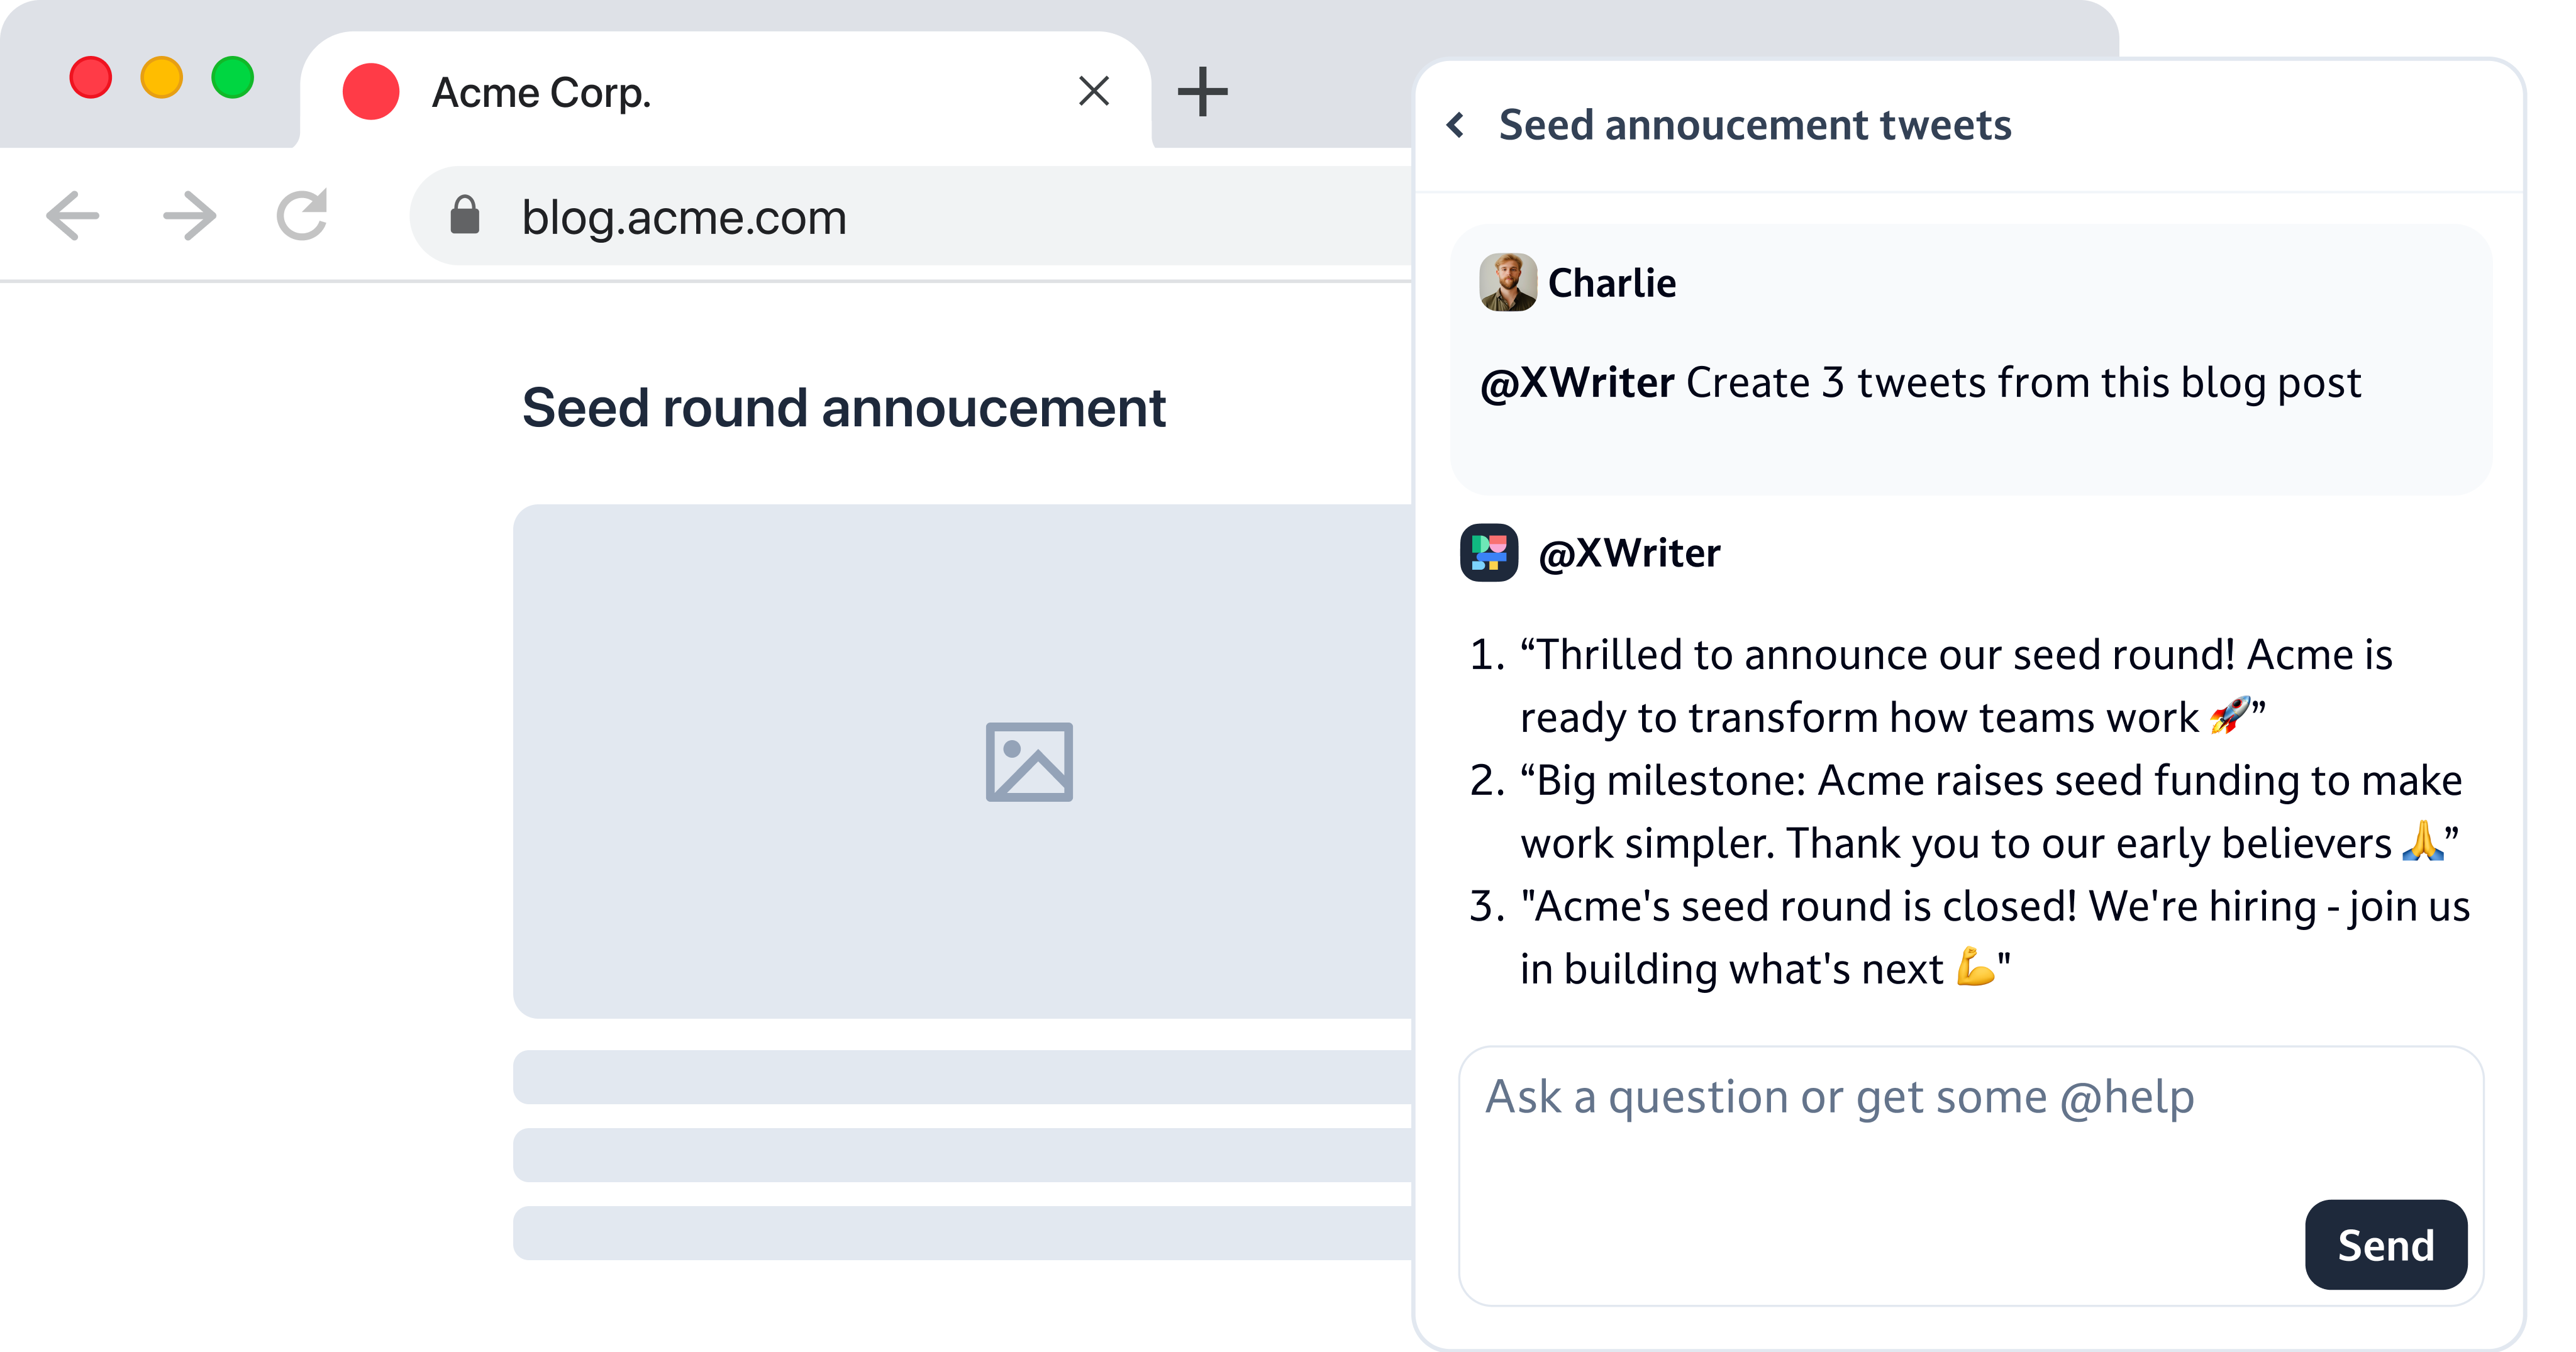 Acme Corp.
blog.acme.com
Seed round annoucement
Seed annoucement tweets
Charlie
@XWriter Create 3 tweets from this blog post
@XWriter
1. “Thrilled to announce our seed round! Acme is
ready to transform how teams work 🚀”
2. “Big milestone: Acme raises seed funding to make
work simpler. Thank you to our early believers 🙏”
3. "Acme's seed round is closed! We're hiring - join us
in building what's next 💪"
Ask a question or get some @help
Send